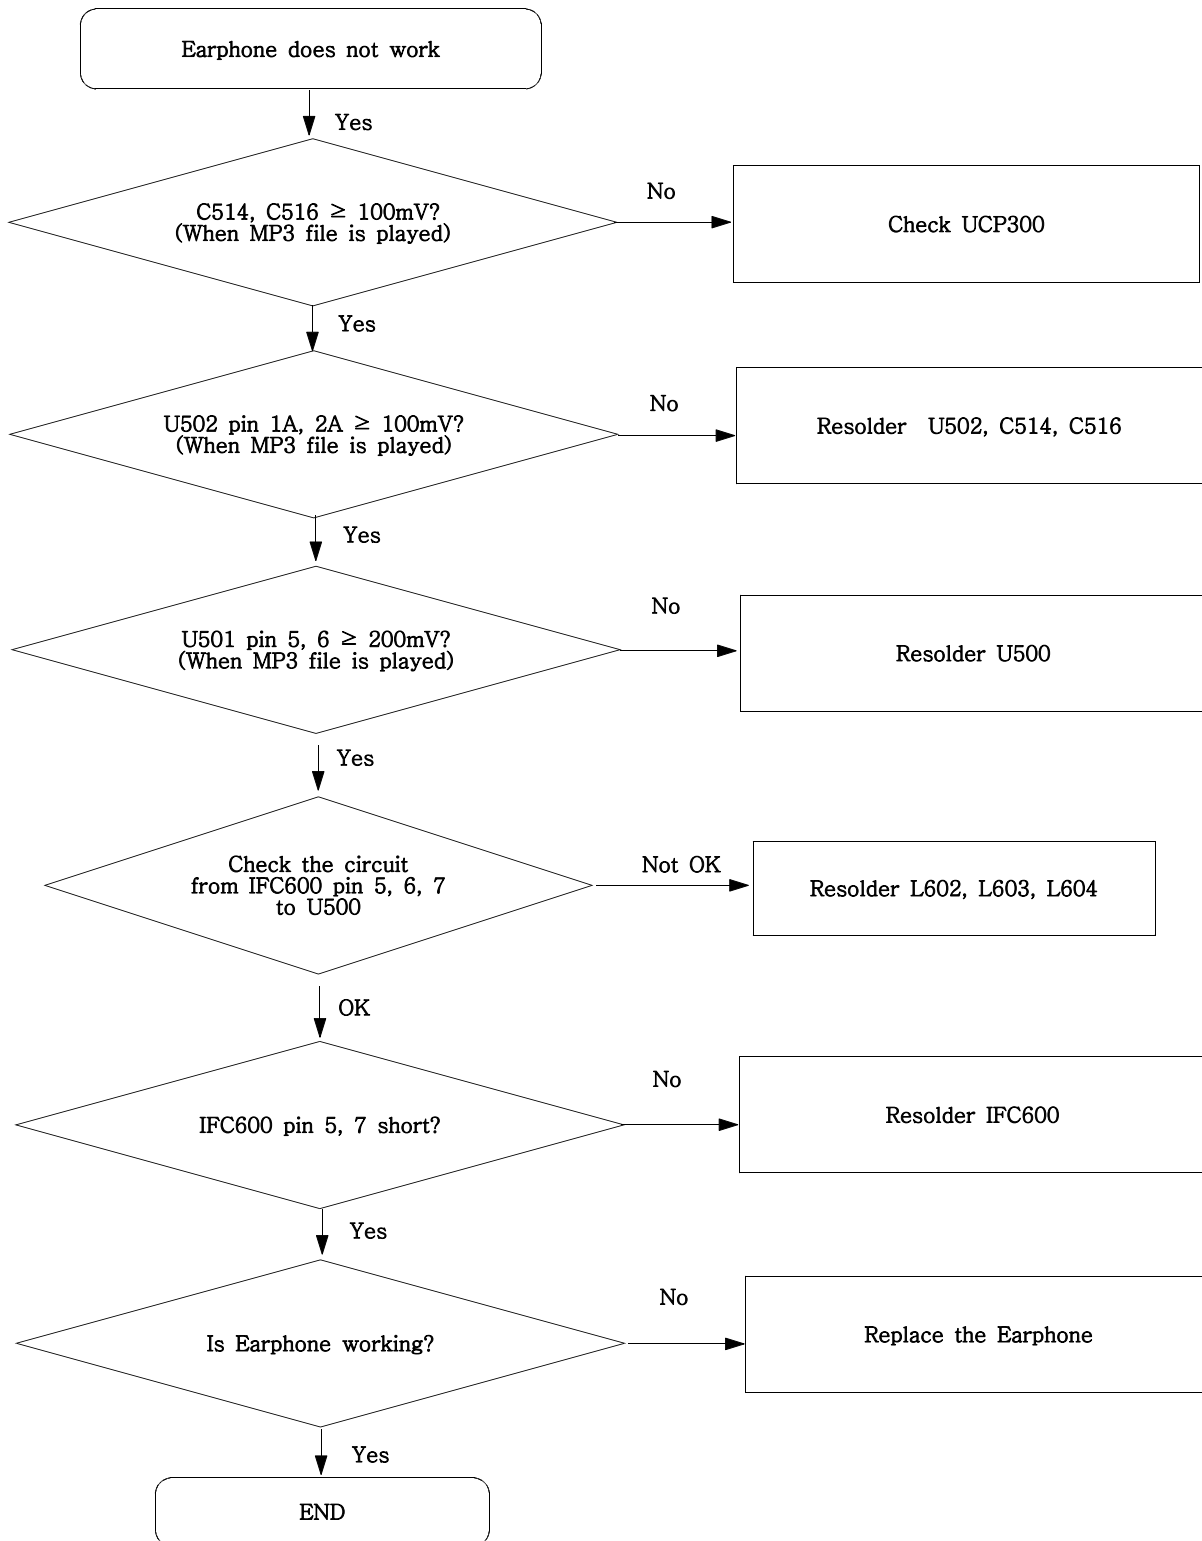 Earphone does not work
Yes
C514, C516 ≥ 100mV?
(When MP3 file is played)
No
Check UCP300
Yes
U502 pin 1A, 2A ≥ 100mV?
(When MP3 file is played)
No
Resolder U502, C514, C516
Yes
U501 pin 5, 6 ≥ 200mV?
(When MP3 file is played)
No
Resolder U500
Yes
Check the circuit
from IFC600 pin 5, 6, 7
to U500
Not OK
Resolder L602, L603, L604
OK
IFC600 pin 5, 7 short?
No
Resolder IFC600
Yes
Is Earphone working?
No
Replace the Earphone
Yes
END